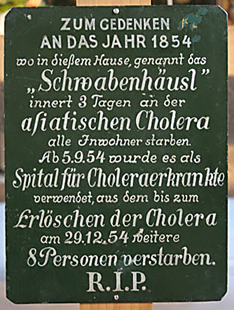 ZUM GEDENKEN
AN DAS JAHR 1854
wo in dießem Hause, genannt das
„Schwabenhäusl"
innert 3 Tagen an der
asiatischen Cholera
alle Inwohner starben.
Ab 5.9.54 wurde es als
Spital für Choleraerkrankte
verwendet, aus dem bis zum
Erlöschen der Cholera
am 29.12.54 weitere
8 Personen verstarben.
R.I.P.